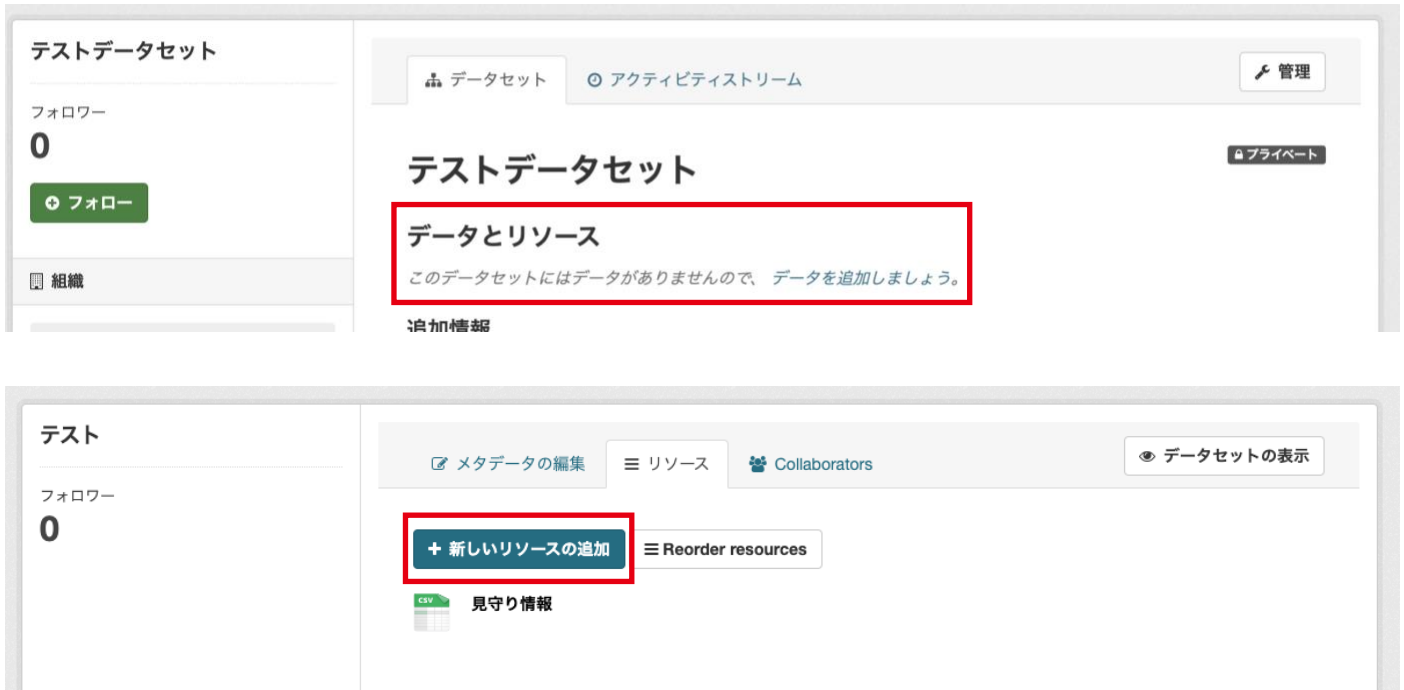 テストデータセット
フォロワー
0
フォロー
組織
データセット
アクティビティストリーム
管理
テストデータセット
プライベート
データとリソース
このデータセットにはデータがありませんので、 データを追加しましょう。
追加情報
テスト
フォロワー
0
メタデータの編集
リソース
Collaborators
データセットの表示
新しいリソースの追加
Reorder resources
CSV
見守り情報